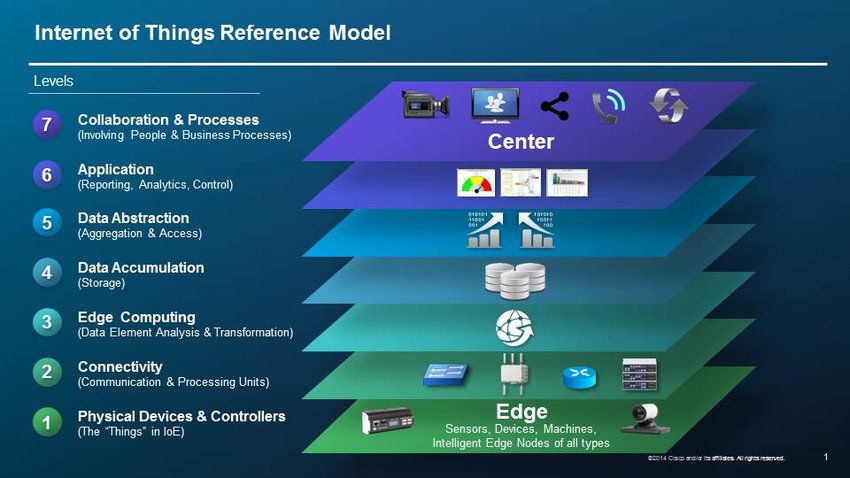 Internet of Things Reference Model
Levels
7
Collaboration & Processes
(Involving People & Business Processes)
6
Application
(Reporting, Analytics, Control)
5
Data Abstraction
(Aggregation & Access)
4
Data Accumulation
(Storage)
3
Edge Computing
(Data Element Analysis & Transformation)
2
Connectivity
(Communication & Processing Units)
1
Physical Devices & Controllers
(The “Things” in IoE)
Center
010101
11001
001
Edge
Sensors, Devices, Machines,
Intelligent Edge Nodes of all types
©2014 Cisco and/or its affiliates. All rights reserved.
1